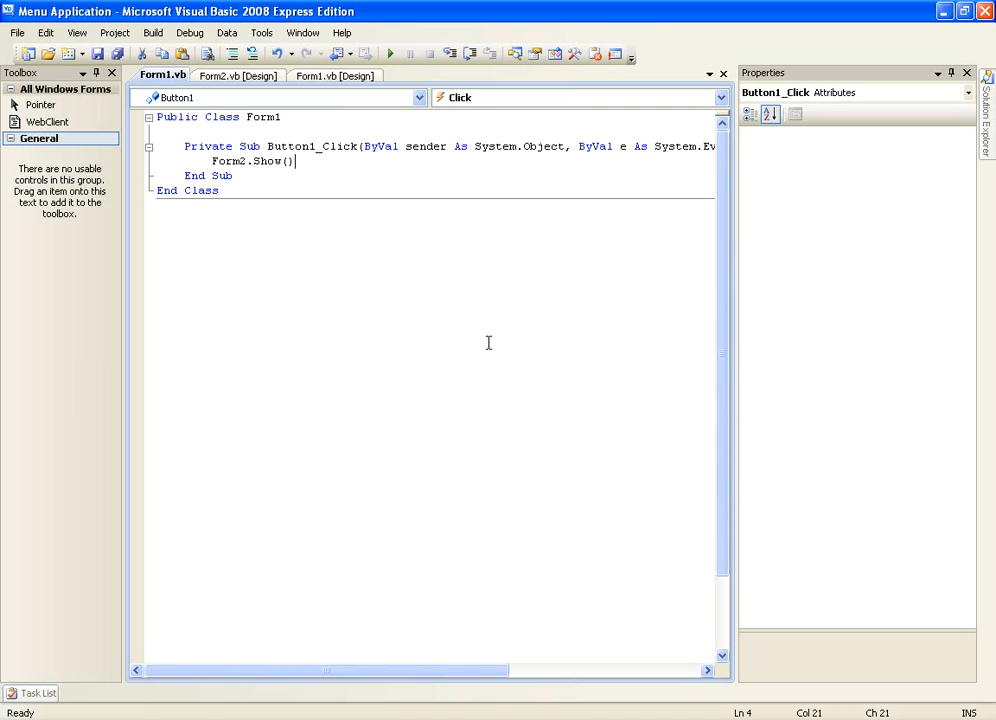 Menu Application - Microsoft Visual Basic 2008 Express Edition
File Edit View Project Build Debug Data Tools Window Help
Toolbox
All Windows Forms
Pointer
WebClient
General
There are no usable
controls in this group.
Drag an item onto this
text to add it to the
toolbox.
Form1.vb Form2.vb [Design] Form1.vb [Design]
Button1 Click
Public Class Form1
Private Sub Button1_Click(ByVal sender As System.Object, ByVal e As System.Ev
Form2.Show()
End Sub
End Class
Properties
Button1_Click Attributes
Solution Explorer
Task List
Ready Ln 4 Col 21 Ch 21 INS